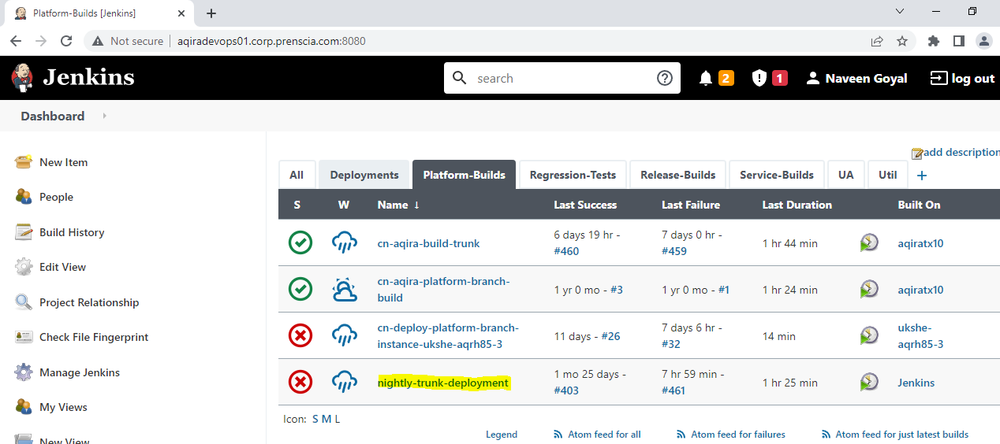 Platform-Builds [Jenkins]
Not secure
aqiradevops01.corp.prenscia.com:8080
Jenkins
search
2
1
Naveen Goyal
log out
Dashboard
New Item
People
Build History
Edit View
Project Relationship
Check File Fingerprint
Manage Jenkins
My Views
New View
add description
All Deployments Platform-Builds Regression-Tests Release-Builds Service-Builds UA Util +
S W Name ↓ Last Success Last Failure Last Duration Built On
cn-aqira-build-trunk
6 days 19 hr -
#460
7 days 0 hr -
#459
1 hr 44 min
aqiratx10
cn-aqira-platform-branch-
build
1 yr 0 mo - #3
1 yr 0 mo - #1
1 hr 24 min
aqiratx10
cn-deploy-platform-branch-
instance-ukshe-aqrh85-3
11 days - #26
7 days 6 hr -
#32
14 min
ukshe-
aqrh85-3
nightly-trunk-deployment
1 mo 25 days -
#403
7 hr 59 min -
#461
1 hr 25 min
Jenkins
Icon: S M L
Legend
Atom feed for all
Atom feed for failures
Atom feed for just latest builds